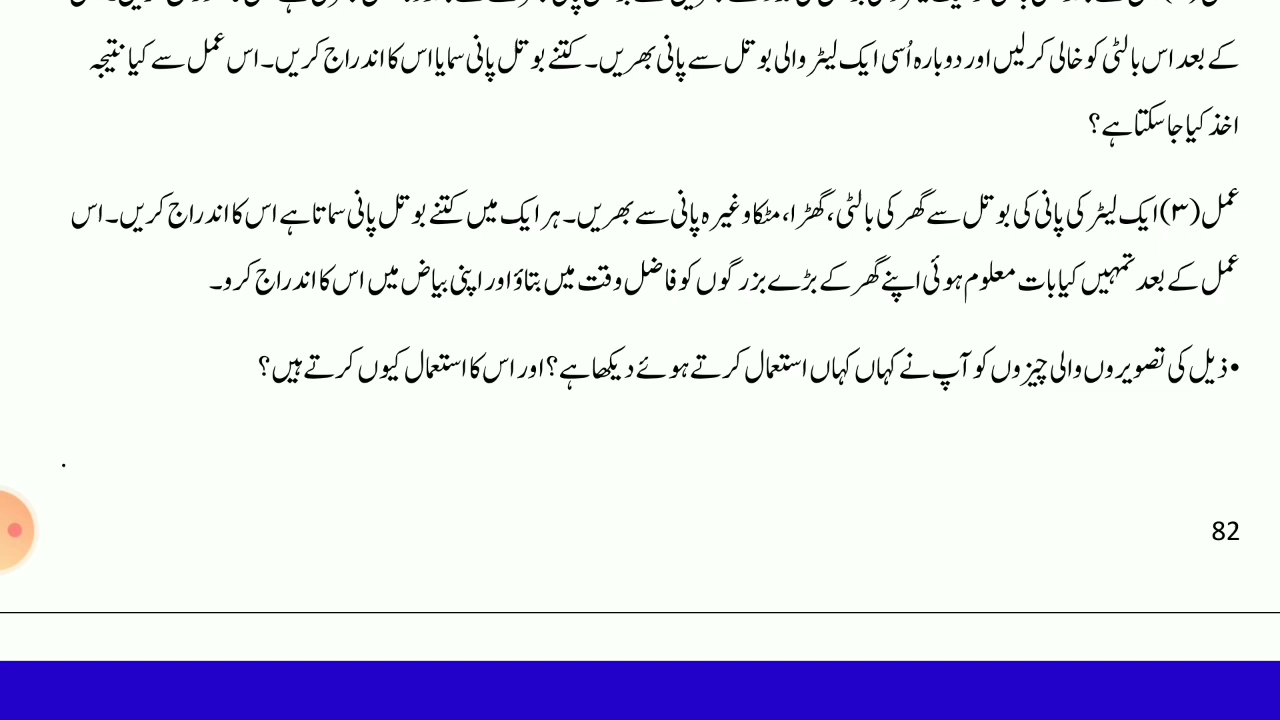 کے بعد اس بالٹی کو خالی کر لیں اور دوبارہ اُسی ایک لیٹر والی بوتل سے پانی بھریں۔ کتنے بوتل پانی سمایا اس کا اندراج کریں۔ اس عمل سے کیا نتیجہ
اخذ کیا جا سکتا ہے؟
عمل (۳) ایک لیٹر کی پانی کی بوتل سے گھر کی بالٹی، گھڑا، مٹکا وغیرہ پانی سے بھریں۔ ہر ایک میں کتنے بوتل پانی سماتا ہے اس کا اندراج کریں۔ اس
عمل کے بعد تمہیں کیا بات معلوم ہوئی اپنے گھر کے بڑے بزرگوں کو فاضل وقت میں بتاؤ اور اپنی بیاض میں اس کا اندراج کرو۔
•ذیل کی تصویروں والی چیزوں کو آپ نے کہاں کہاں استعمال کرتے ہوئے دیکھا ہے؟ اور اس کا استعمال کیوں کرتے ہیں؟
.
82